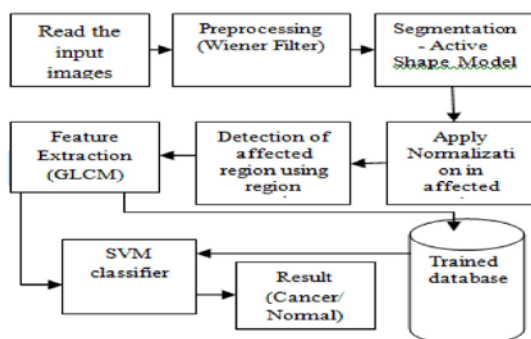 Read the
input
images
Preprocessing
(Wiener Filter)
Segmentation
- Active
Shape Model
Feature
Extraction
(GLCM)
Detection of
affected
region using
region
Apply
Normalizati
on in
affected
SVM
classifier
Result
(Cancer/
Normal)
Trained
database